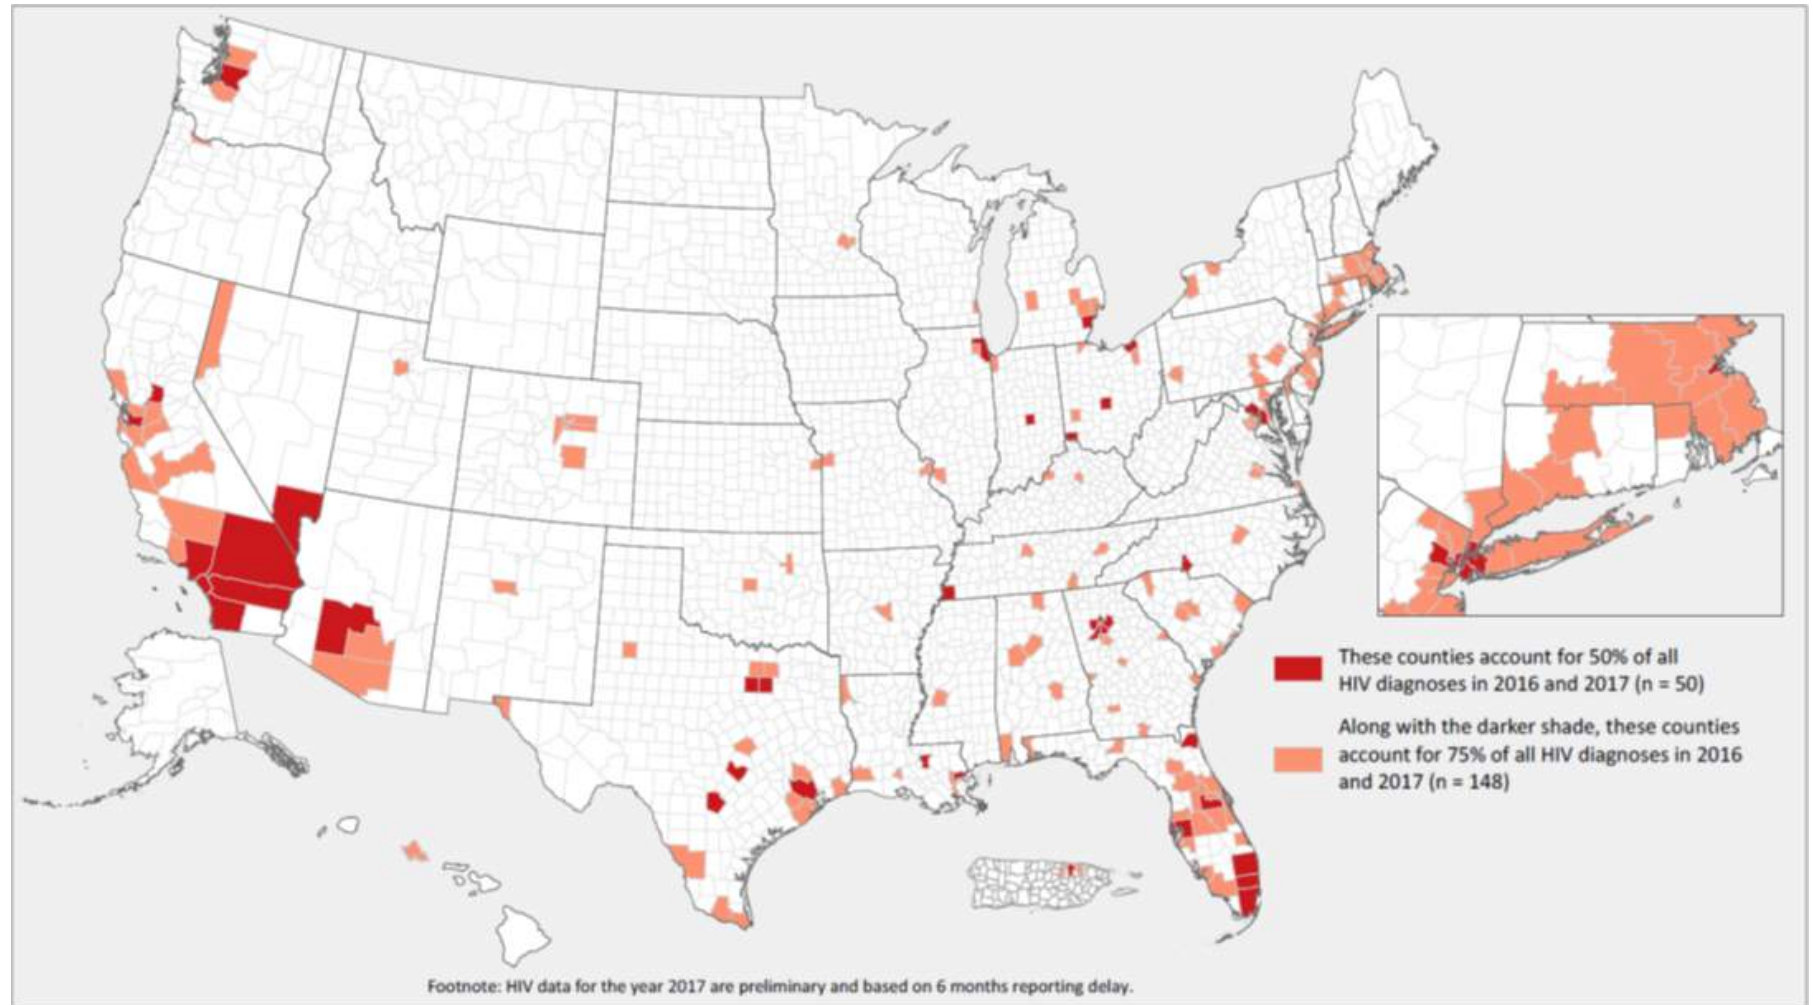 These counties account for 50% of all
HIV diagnoses in 2016 and 2017 (n = 50)
Along with the darker shade, these counties
account for 75% of all HIV diagnoses in 2016
and 2017 (n = 148)
Footnote: HIV data for the year 2017 are preliminary and based on 6 months reporting delay.